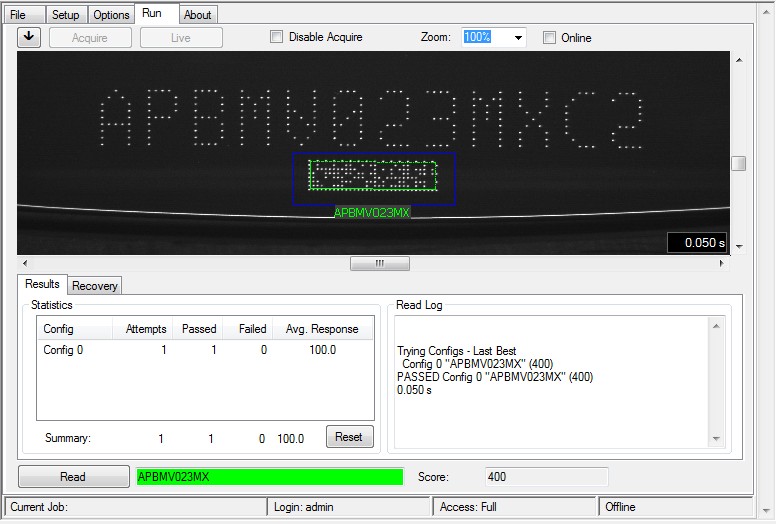 File Setup Options Run About
Acquire Live Disable Acquire Zoom: 100% Online
APBMV023MXC2
APBMV023MX
0.050 s
Results Recovery
Statistics
Config Attempts Passed Failed Avg. Response
Config 0 1 1 0 100.0
Summary: 1 1 0 100.0 Reset
Read Log
Trying Configs - Last Best
Config 0 "APBMV023MX" (400)
PASSED Config 0 "APBMV023MX" (400)
0.050 s
Read APBMV023MX Score: 400
Current Job: Login: admin Access: Full Offline